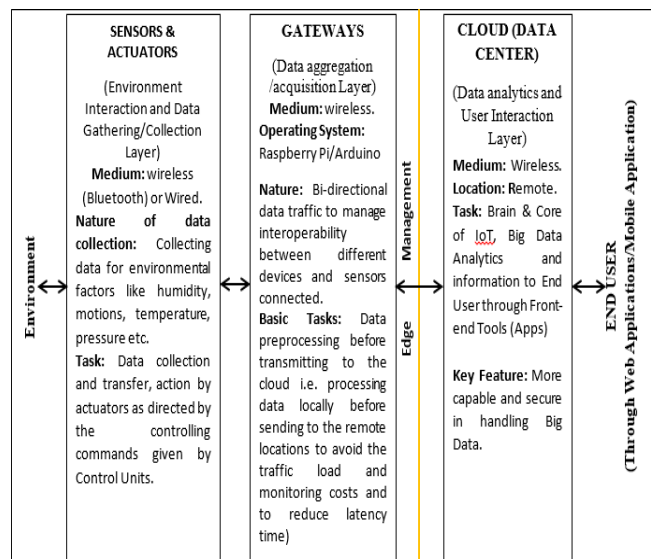 Environment
SENSORS &
ACTUATORS
(Environment
Interaction and Data
Gathering/Collection
Layer)
Medium: wireless
(Bluetooth) or Wired.
Nature of data
collection: Collecting
data for environmental
factors like humidity,
motions, temperature,
pressure etc.
Task: Data collection
and transfer, action by
actuators as directed by
the controlling
commands given by
Control Units.
GATEWAYS
(Data aggregation
/acquisition Layer)
Medium: wireless.
Operating System:
Raspberry Pi/Arduino
Nature: Bi-directional
data traffic to manage
interoperability
between different
devices and sensors
connected.
Basic Tasks: Data
preprocessing before
transmitting to the
cloud i.e. processing
data locally before
sending to the remote
locations to avoid the
traffic load and
monitoring costs and
to reduce latency
time)
Edge Management
CLOUD (DATA
CENTER)
(Data analytics and
User Interaction
Layer)
Medium: Wireless.
Location: Remote.
Task: Brain & Core
of IoT, Big Data
Analytics and
information to End
User through Front-
end Tools (Apps)
Key Feature: More
capable and secure
in handling Big
Data.
END USER
(Through Web Applications/Mobile Application)